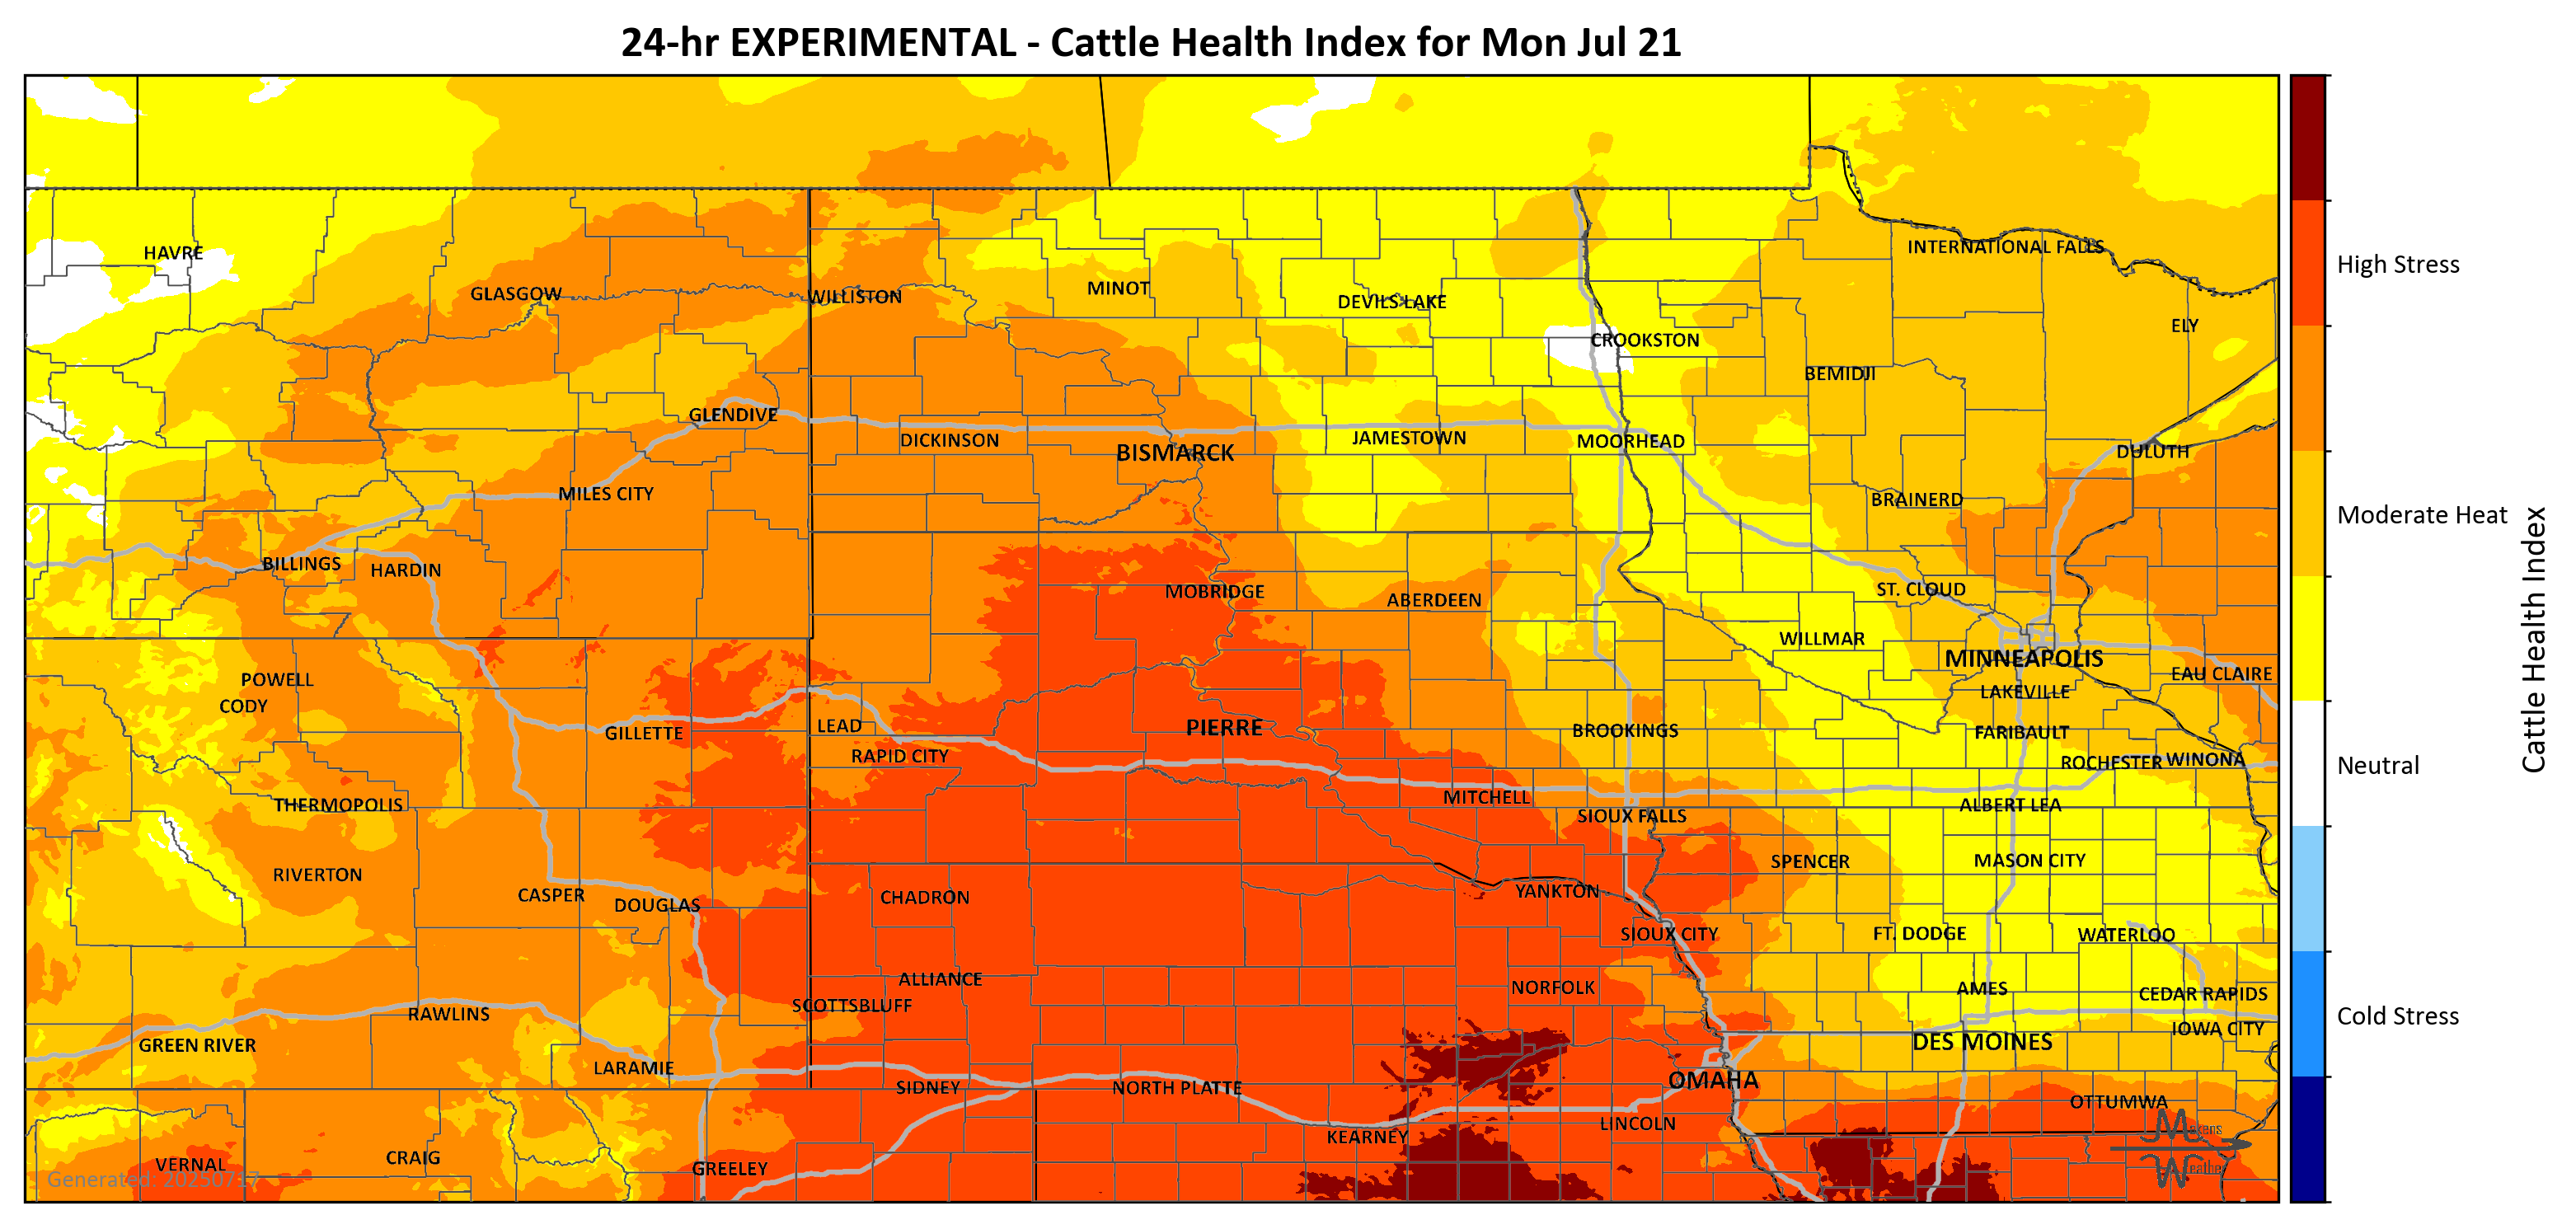 24-hr EXPERIMENTAL - Cattle Health Index for Mon Jul 21
HAVRE
INTERNATIONAL FALLS
GLASGOW
WILLISTON
MINOT
DEVILS LAKE
CROOKSTON
ELY
BEMIDJI
GLENDIVE
DICKINSON
BISMARCK
JAMESTOWN
MOORHEAD
DULUTH
MILES CITY
BRAINERD
BILLINGS
HARDIN
MOBRIDGE
ABERDEEN
ST. CLOUD
WILLMAR
MINNEAPOLIS
EAU CLAIRE
POWELL
CODY
LAKEVILLE
GILLETTE
LEAD
PIERRE
BROOKINGS
FARIBAULT
RAPID CITY
ROCHESTER
WINONA
THERMOPOLIS
MITCHELL
SIOUX FALLS
ALBERT LEA
RIVERTON
SPENCER
MASON CITY
CASPER
DOUGLAS
CHADRON
YANKTON
SIOUX CITY
FT. DODGE
WATERLOO
ALLIANCE
NORFOLK
AMES
CEDAR RAPIDS
SCOTTSBLUFF
RAWLINS
IOWA CITY
GREEN RIVER
DES MOINES
LARAMIE
SIDNEY
NORTH PLATTE
OMAHA
OTTUMWA
LINCOLN
KEARNEY
VERNAL
CRAIG
GREELEY
Generated: 20250717
Makens
Weather
High Stress
Moderate Heat
Neutral
Cold Stress
Cattle Health Index